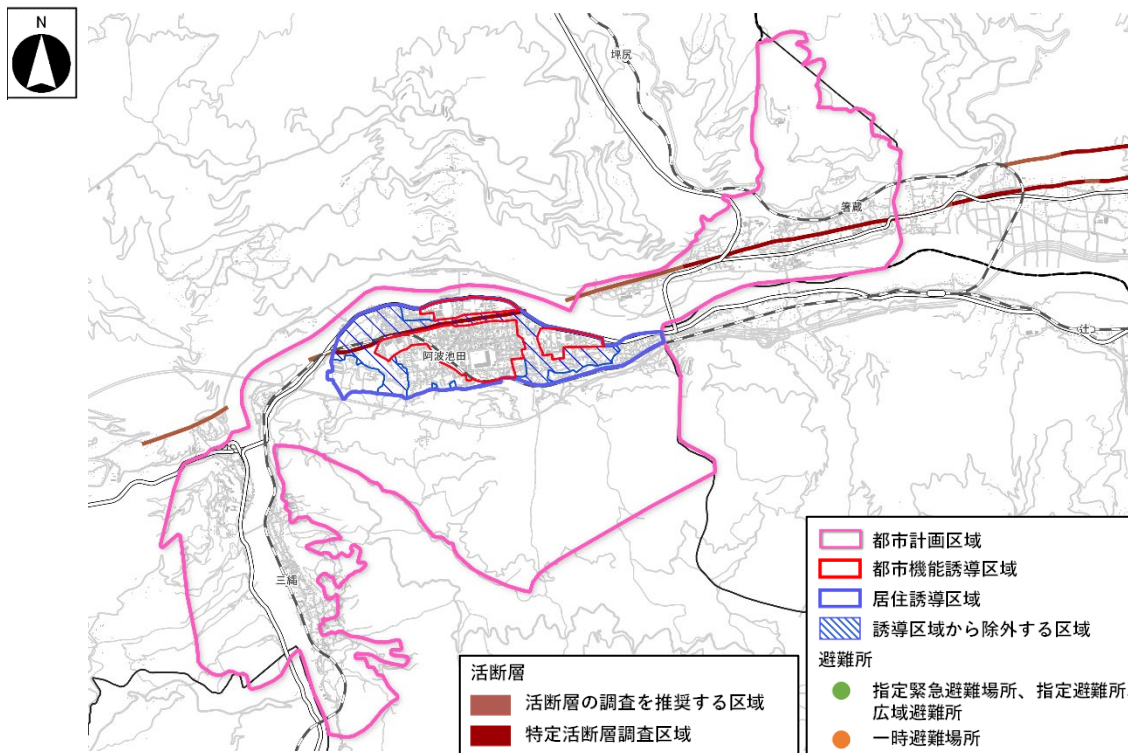 N
坪尻
箸蔵
辻
阿波池田
三縄
都市計画区域
都市機能誘導区域
居住誘導区域
誘導区域から除外する区域
避難所
指定緊急避難場所、指定避難所、
広域避難所
一時避難場所
活断層
活断層の調査を推奨する区域
特定活断層調査区域